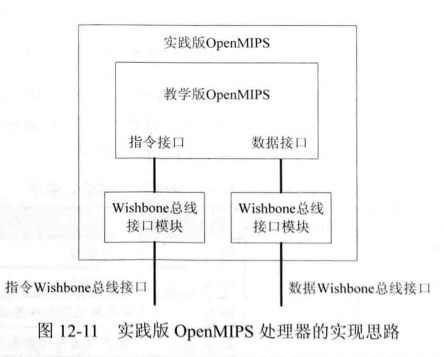 实践版OpenMIPS
教学版OpenMIPS
指令接口 数据接口
Wishbone总线
接口模块
Wishbone总线
接口模块
指令Wishbone总线接口 数据Wishbone总线接口
图 12-11 实践版 OpenMIPS 处理器的实现思路